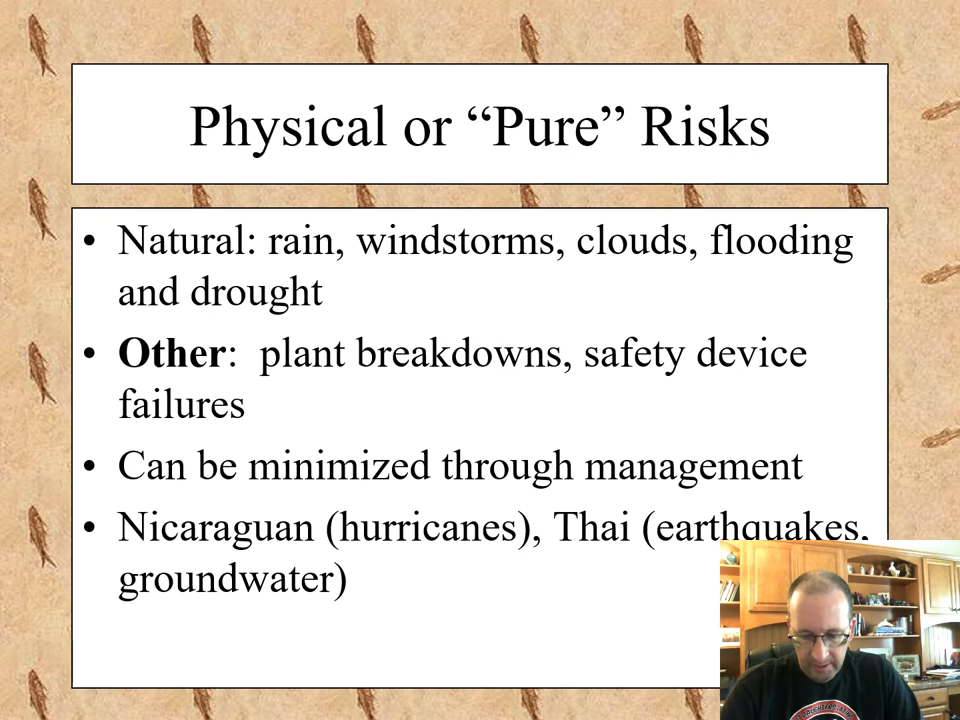 Physical or “Pure” Risks
• Natural: rain, windstorms, clouds, flooding
and drought
• Other:  plant breakdowns, safety device
failures
• Can be minimized through management
• Nicaraguan (hurricanes), Thai (earthquakes,
groundwater)